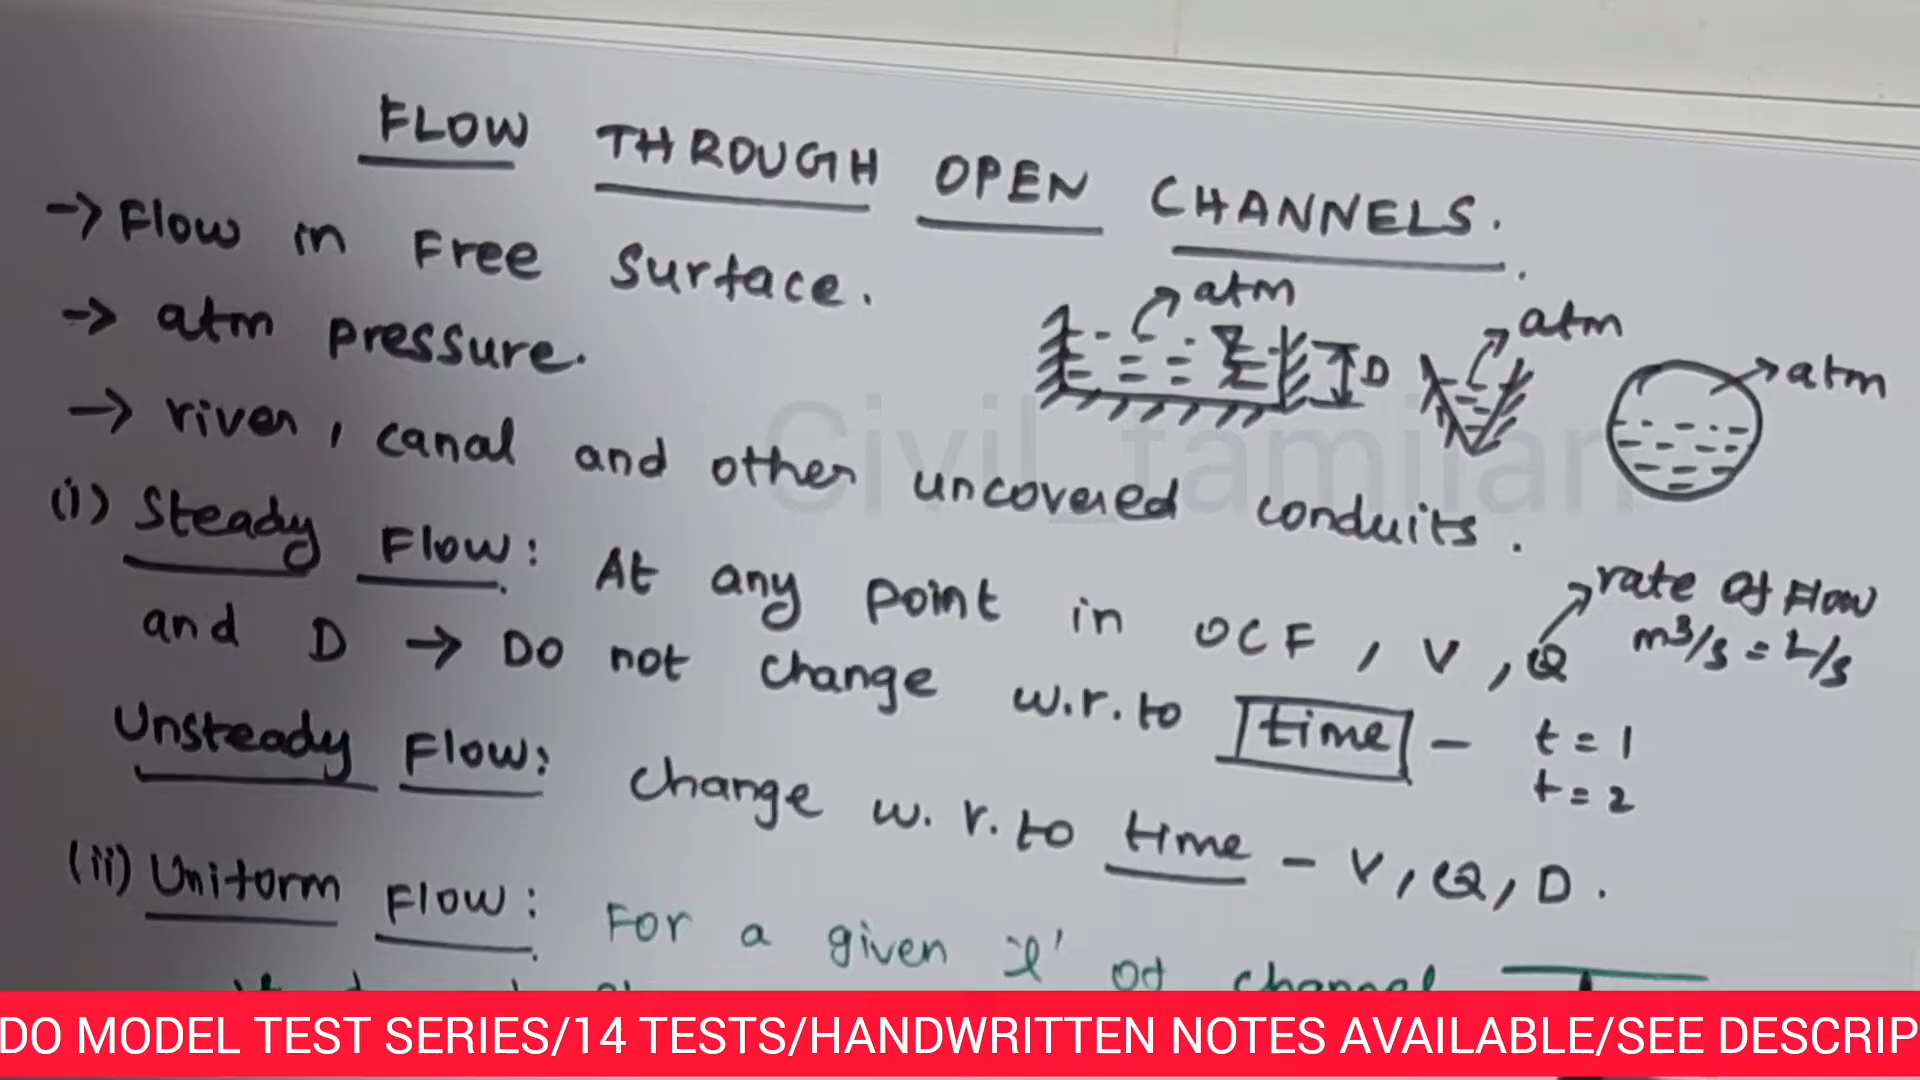 FLOW THROUGH OPEN CHANNELS.
→ Flow in Free Surface.
→ atm pressure.
→ river, canal and other uncovered conduits.
atm
D
atm
atm
(i) Steady Flow: At any point in OCF, V, Q
rate of Flow
m³/s = L/s
and D → Do not change w.r.to time - t = 1
t = 2
Unsteady Flow: Change w.r.to time - V, Q, D.
(ii) Uniform Flow: For a given 'l' of channel
Civil_tamilan
DO MODEL TEST SERIES/14 TESTS/HANDWRITTEN NOTES AVAILABLE/SEE DESCRIP